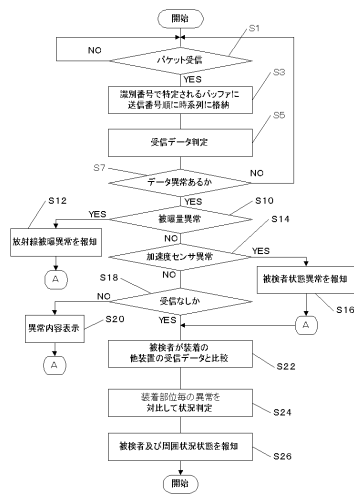 開始
S1
NO
パケット受信
YES
S3
識別番号で特定されるバッファに
送信番号順に時系列に格納
S5
受信データ判定
S7
データ異常あるか
NO
YES
S12
S10
YES
被曝量異常
S14
放射線被曝異常を報知
NO
加速度センサ異常
YES
A
S18
NO
被検者状態異常を報知
NO
受信なしか
S16
S20
YES
異常内容表示
A
A
被検者が装着の
他装置の受信データと比較
S22
装着部位毎の異常を
対比して状況判定
S24
被検者及び周囲状況状態を報知
S26
開始